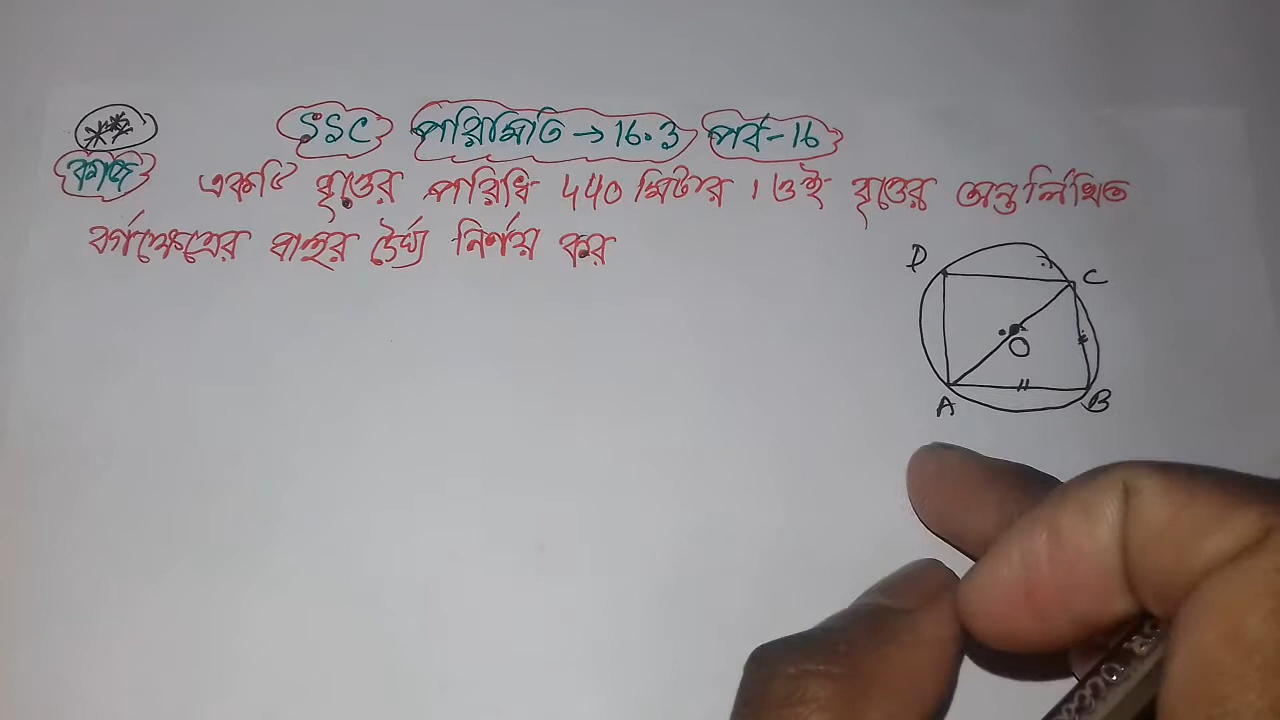 SSC পরিমিতি → 16.3 পর্ব-16
একটি বৃত্তের পরিধি 440 মিটার । ওই বৃত্তের অন্তর্লিখিত
বর্গক্ষেত্রের বাহুর দৈর্ঘ্য নির্ণয় কর
D
C
O
A
B